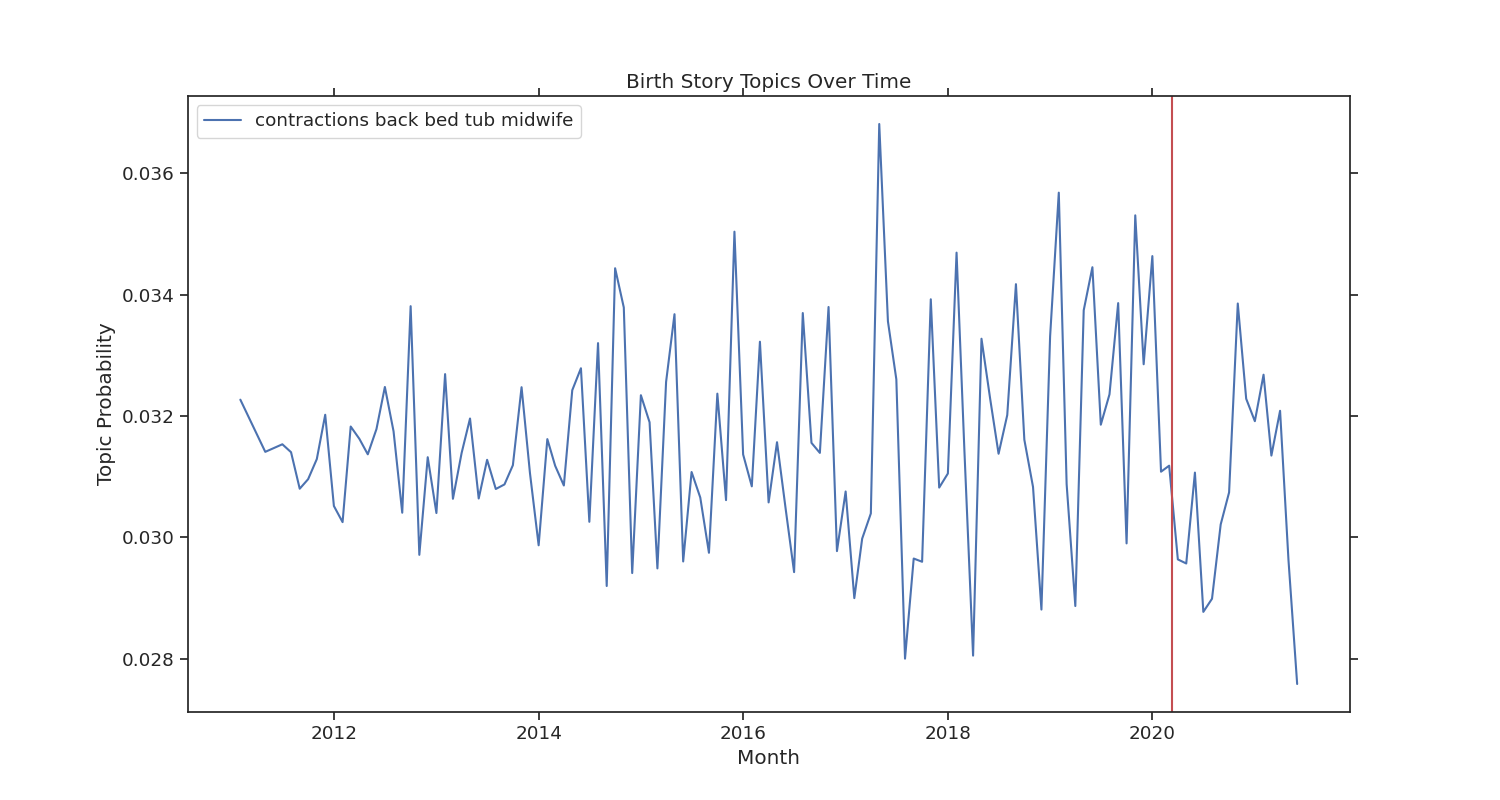 Birth Story Topics Over Time
contractions back bed tub midwife
Topic Probability
0.036
0.034
0.032
0.030
0.028
2012 2014 2016 2018 2020
Month